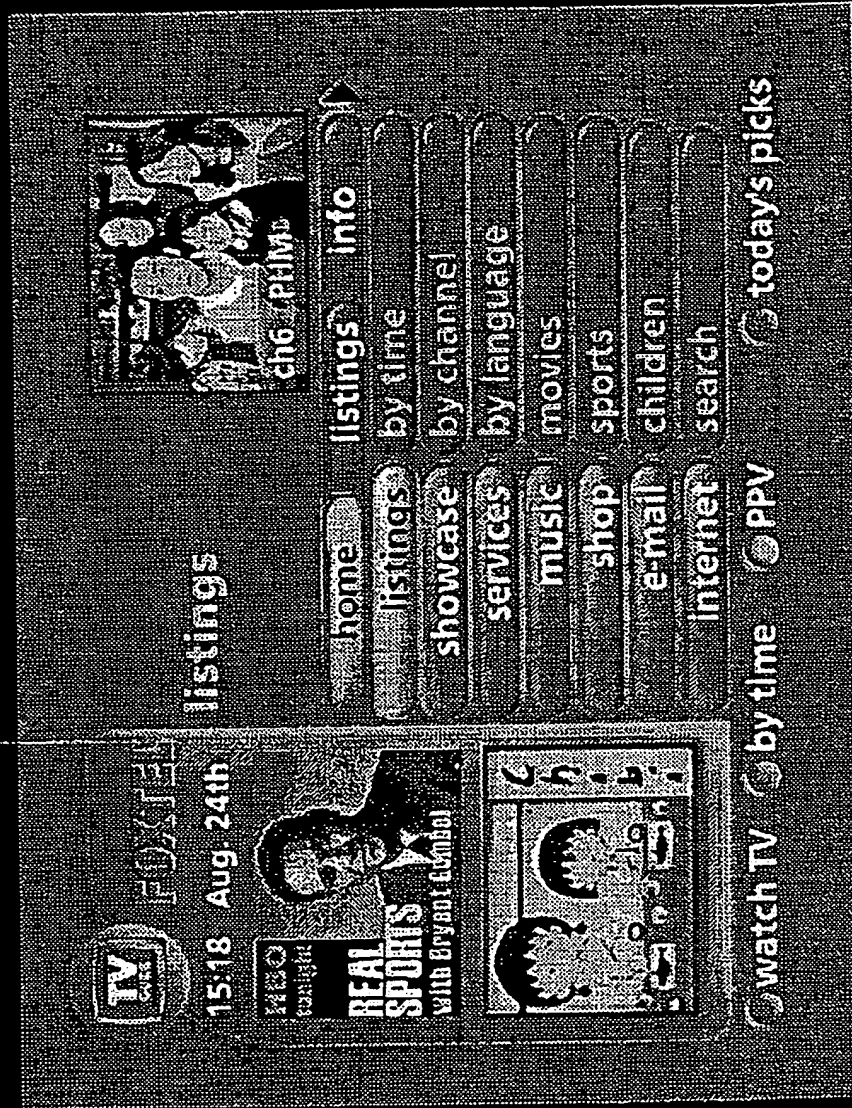 TV
GUIDE
FOXTEL
15:18 Aug. 24th
listings
ch6
HBO
tonight
REAL
SPORTS
with Bryant Gumbel
home
listings
showcase
services
music
shop
e-mail
internet
listings info
by time
by channel
by language
movies
sports
children
search
watch TV by time PPV today's picks